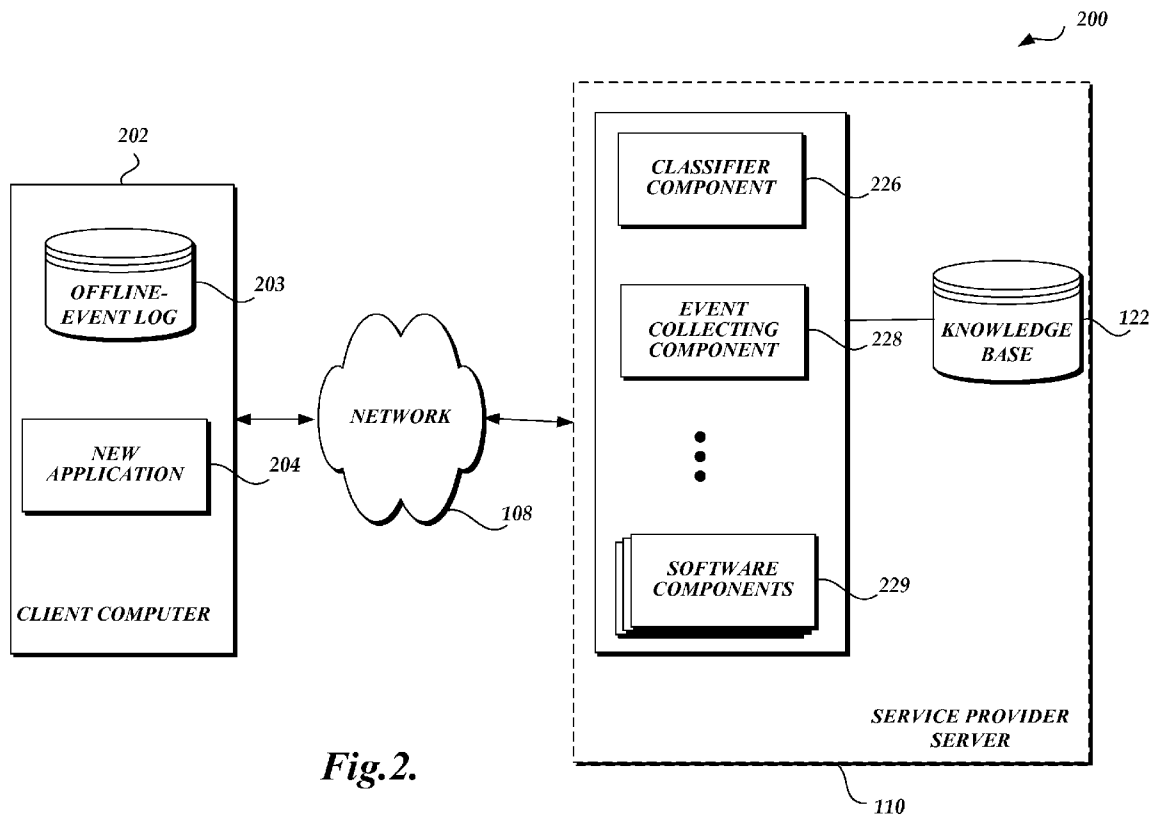 200
202
OFFLINE-
EVENT LOG
203
NEW
APPLICATION
204
CLIENT COMPUTER
NETWORK
108
CLASSIFIER
COMPONENT
226
EVENT
COLLECTING
COMPONENT
228
SOFTWARE
COMPONENTS
229
KNOWLEDGE
BASE
122
SERVICE PROVIDER
SERVER
110
Fig.2.